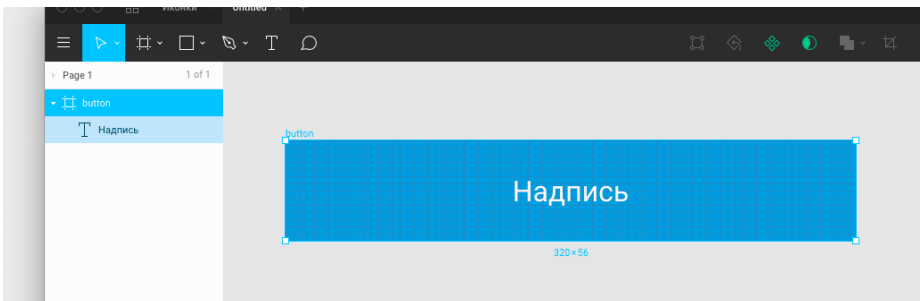 Иконки Untitled
Page 1 1 of 1
button
Надпись
button
Надпись
320×56